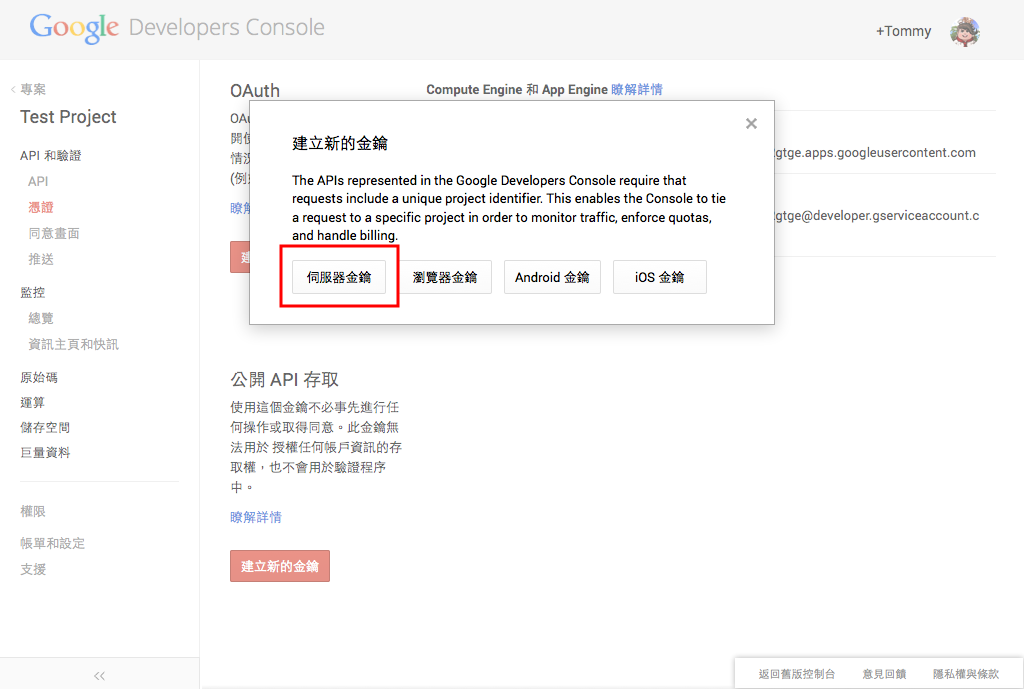 Google Developers Console
+Tommy
專案
Test Project
API 和驗證
API
憑證
同意畫面
推送
監控
總覽
資訊主頁和快訊
原始碼
運算
儲存空間
巨量資料
權限
帳單和設定
支援
OAuth
Compute Engine 和 App Engine 瞭解詳情
gtge.apps.googleusercontent.com
gtge@developer.gserviceaccount.c
建立新的金鑰
The APIs represented in the Google Developers Console require that
requests include a unique project identifier. This enables the Console to tie
a request to a specific project in order to monitor traffic, enforce quotas,
and handle billing.
伺服器金鑰
瀏覽器金鑰
Android 金鑰
iOS 金鑰
公開 API 存取
使用這個金鑰不必事先進行任
何操作或取得同意。此金鑰無
法用於 授權任何帳戶資訊的存
取權，也不會用於驗證程序
中。
瞭解詳情
建立新的金鑰
返回舊版控制台
意見回饋
隱私權與條款